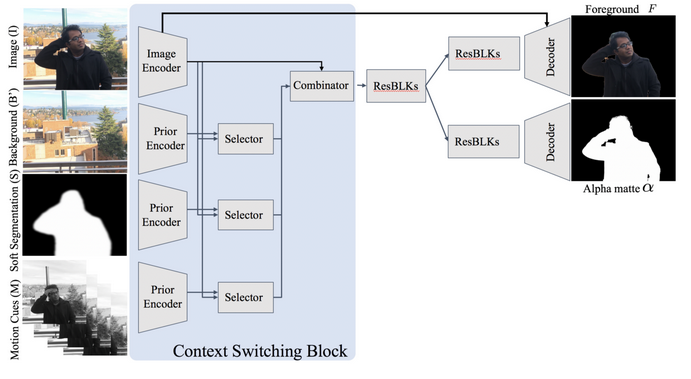 Image (I)
Background (B')
Soft Segmentation (S)
Motion Cues (M)
Image
Encoder
Prior
Encoder
Prior
Encoder
Prior
Encoder
Selector
Selector
Selector
Combinator
Context Switching Block
ResBLKs
ResBLKs
ResBLKs
Decoder
Decoder
Foreground F
Alpha matte α